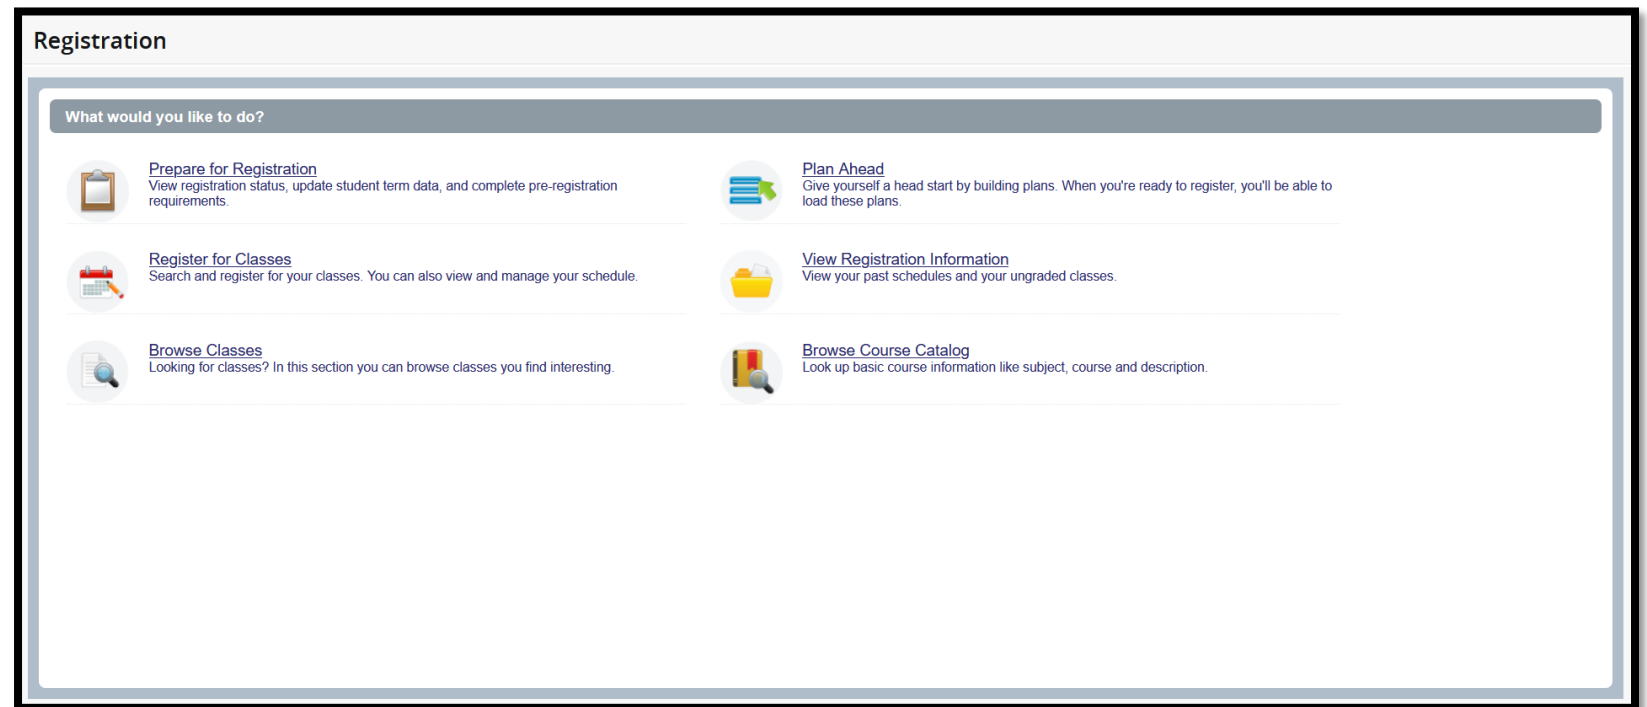 Registration
What would you like to do?
Prepare for Registration
View registration status, update student term data, and complete pre-registration
requirements.
Plan Ahead
Give yourself a head start by building plans. When you're ready to register, you'll be able to
load these plans.
Register for Classes
Search and register for your classes. You can also view and manage your schedule.
View Registration Information
View your past schedules and your ungraded classes.
Browse Classes
Looking for classes? In this section you can browse classes you find interesting.
Browse Course Catalog
Look up basic course information like subject, course and description.